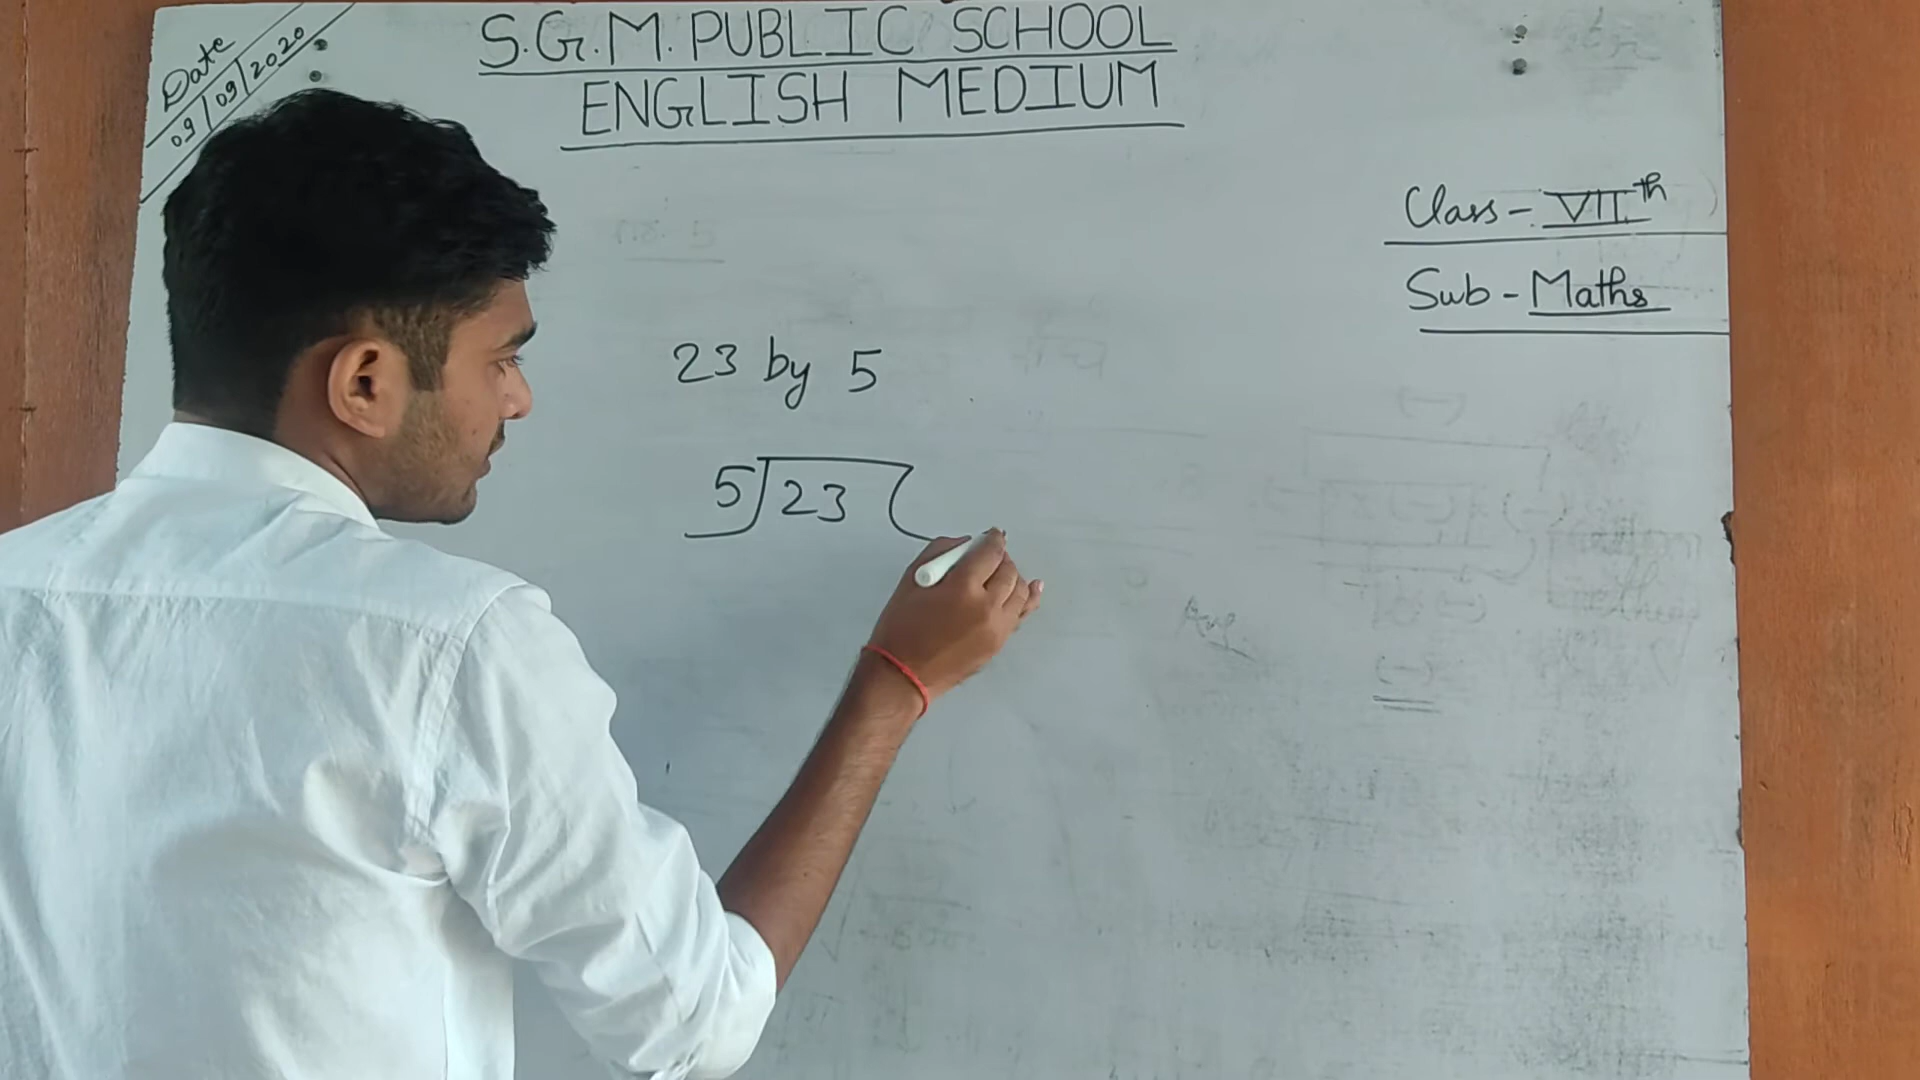 Date
09/09/2020
S.G.M. PUBLIC SCHOOL
ENGLISH MEDIUM
Class - VIIth
Sub - Maths
23 by 5
5 23